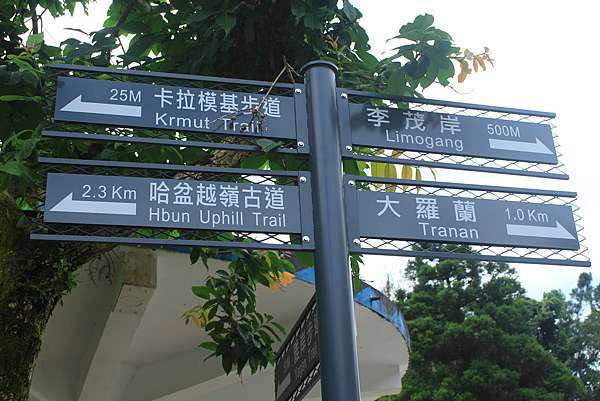 25M 卡拉模基步道
Krmut Trail
2.3 Km 哈盆越嶺古道
Hbun Uphill Trail
李茂岸 500M
Limogang
大羅蘭 1.0 Km
Tranan